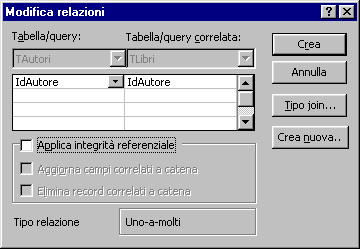 Modifica relazioni
Tabella/query:
Tabella/query correlata:
Crea
TAutori
TLibri
Annulla
IdAutore
IdAutore
Tipo join...
Crea nuova..
Applica integrità referenziale
Aggiorna campi correlati a catena
Elimina record correlati a catena
Tipo relazione
Uno-a-molti